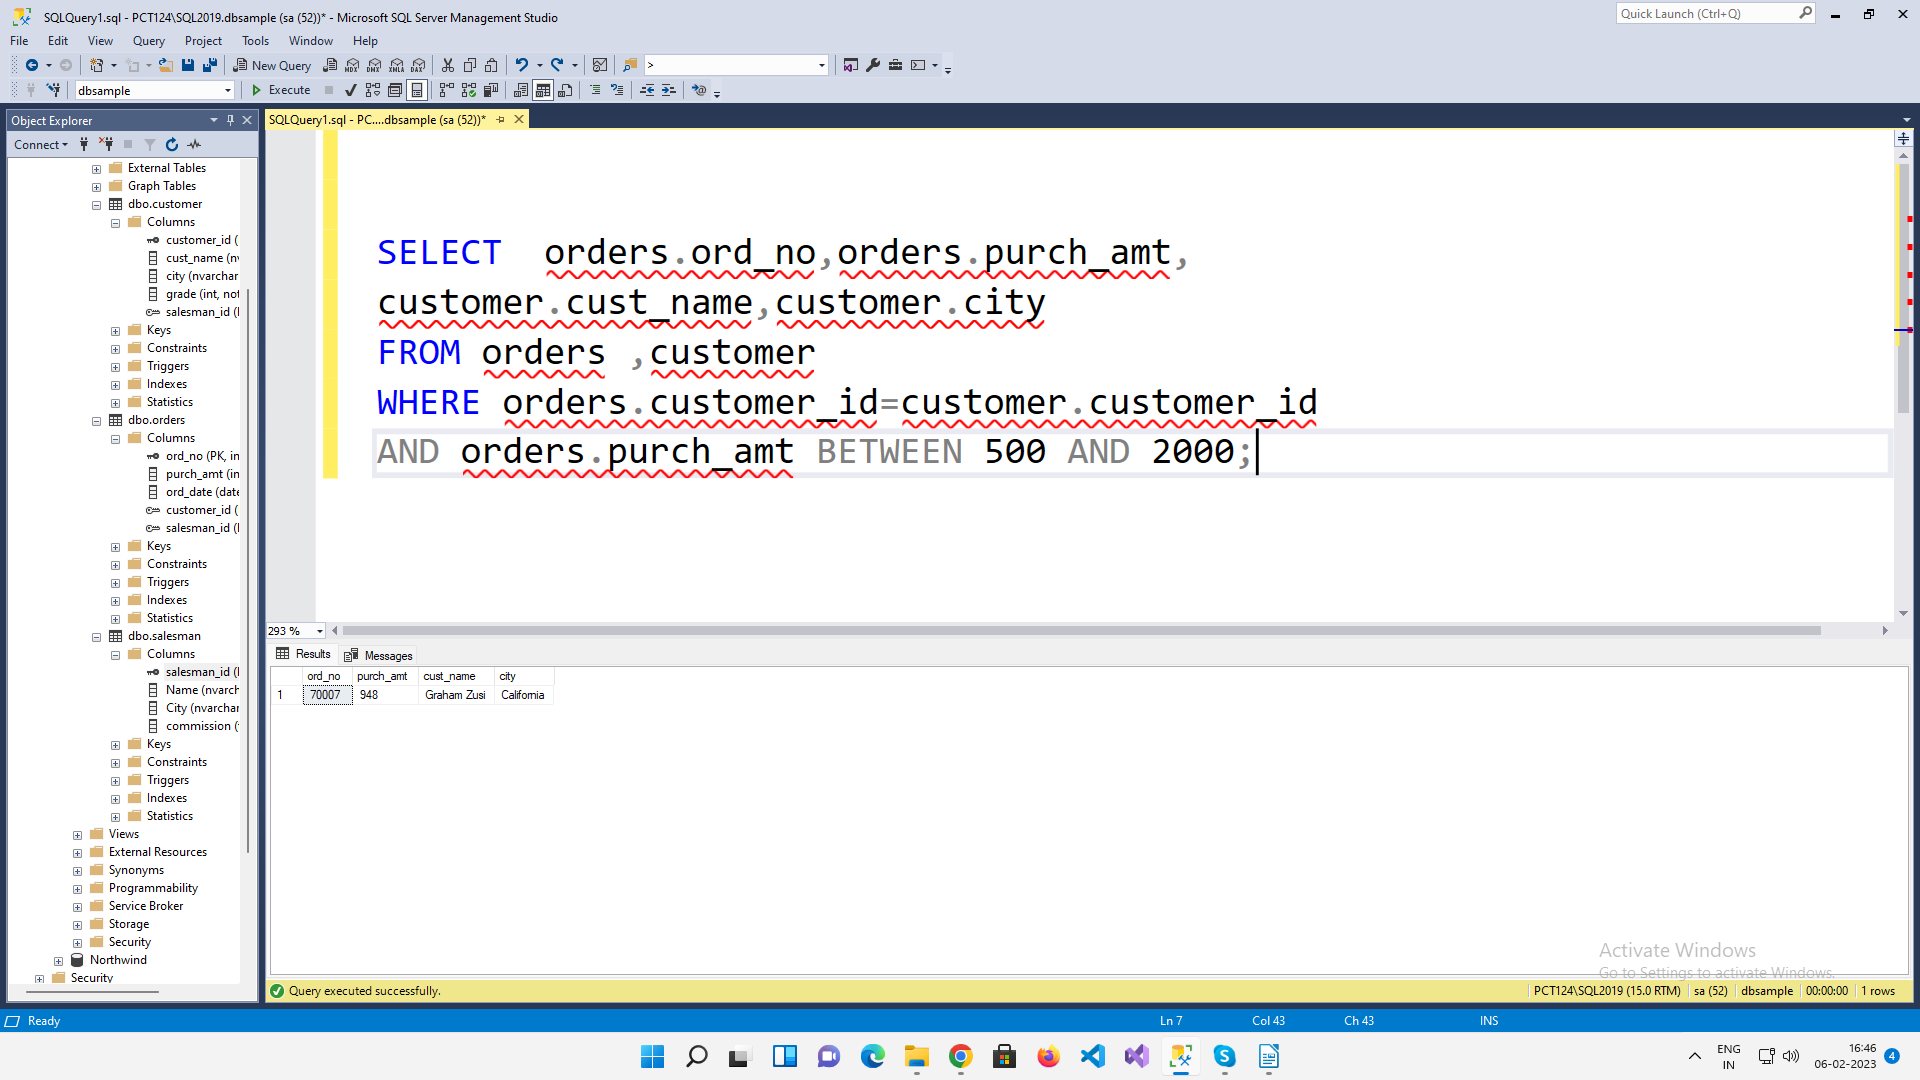 SQLQuery1.sql - PCT124\SQL2019.dbsample (sa (52))* - Microsoft SQL Server Management Studio
Quick Launch (Ctrl+Q)
File Edit View Query Project Tools Window Help
New Query MDX DMX XMLA DAX >
dbsample Execute
Object Explorer
SQLQuery1.sql - PC....dbsample (sa (52))*
Connect
External Tables
Graph Tables
dbo.customer
Columns
customer_id (
cust_name (nv
city (nvarchar
grade (int, not
salesman_id (
Keys
Constraints
Triggers
Indexes
Statistics
dbo.orders
Columns
ord_no (PK, in
purch_amt (in
ord_date (date
customer_id (
salesman_id (
Keys
Constraints
Triggers
Indexes
Statistics
dbo.salesman
Columns
salesman_id (
Name (nvarch
City (nvarchar
commission (
Keys
Constraints
Triggers
Indexes
Statistics
Views
External Resources
Synonyms
Programmability
Service Broker
Storage
Security
Northwind
Security
SELECT orders.ord_no,orders.purch_amt,
customer.cust_name,customer.city
FROM orders ,customer
WHERE orders.customer_id=customer.customer_id
AND orders.purch_amt BETWEEN 500 AND 2000;
293 %
Results Messages
ord_no purch_amt cust_name city
1 70007 948 Graham Zusi California
Activate Windows
Go to Settings to activate Windows.
Query executed successfully. PCT124\SQL2019 (15.0 RTM) sa (52) dbsample 00:00:00 1 rows
Ready Ln 7 Col 43 Ch 43 INS
ENG
IN
16:46
06-02-2023
4